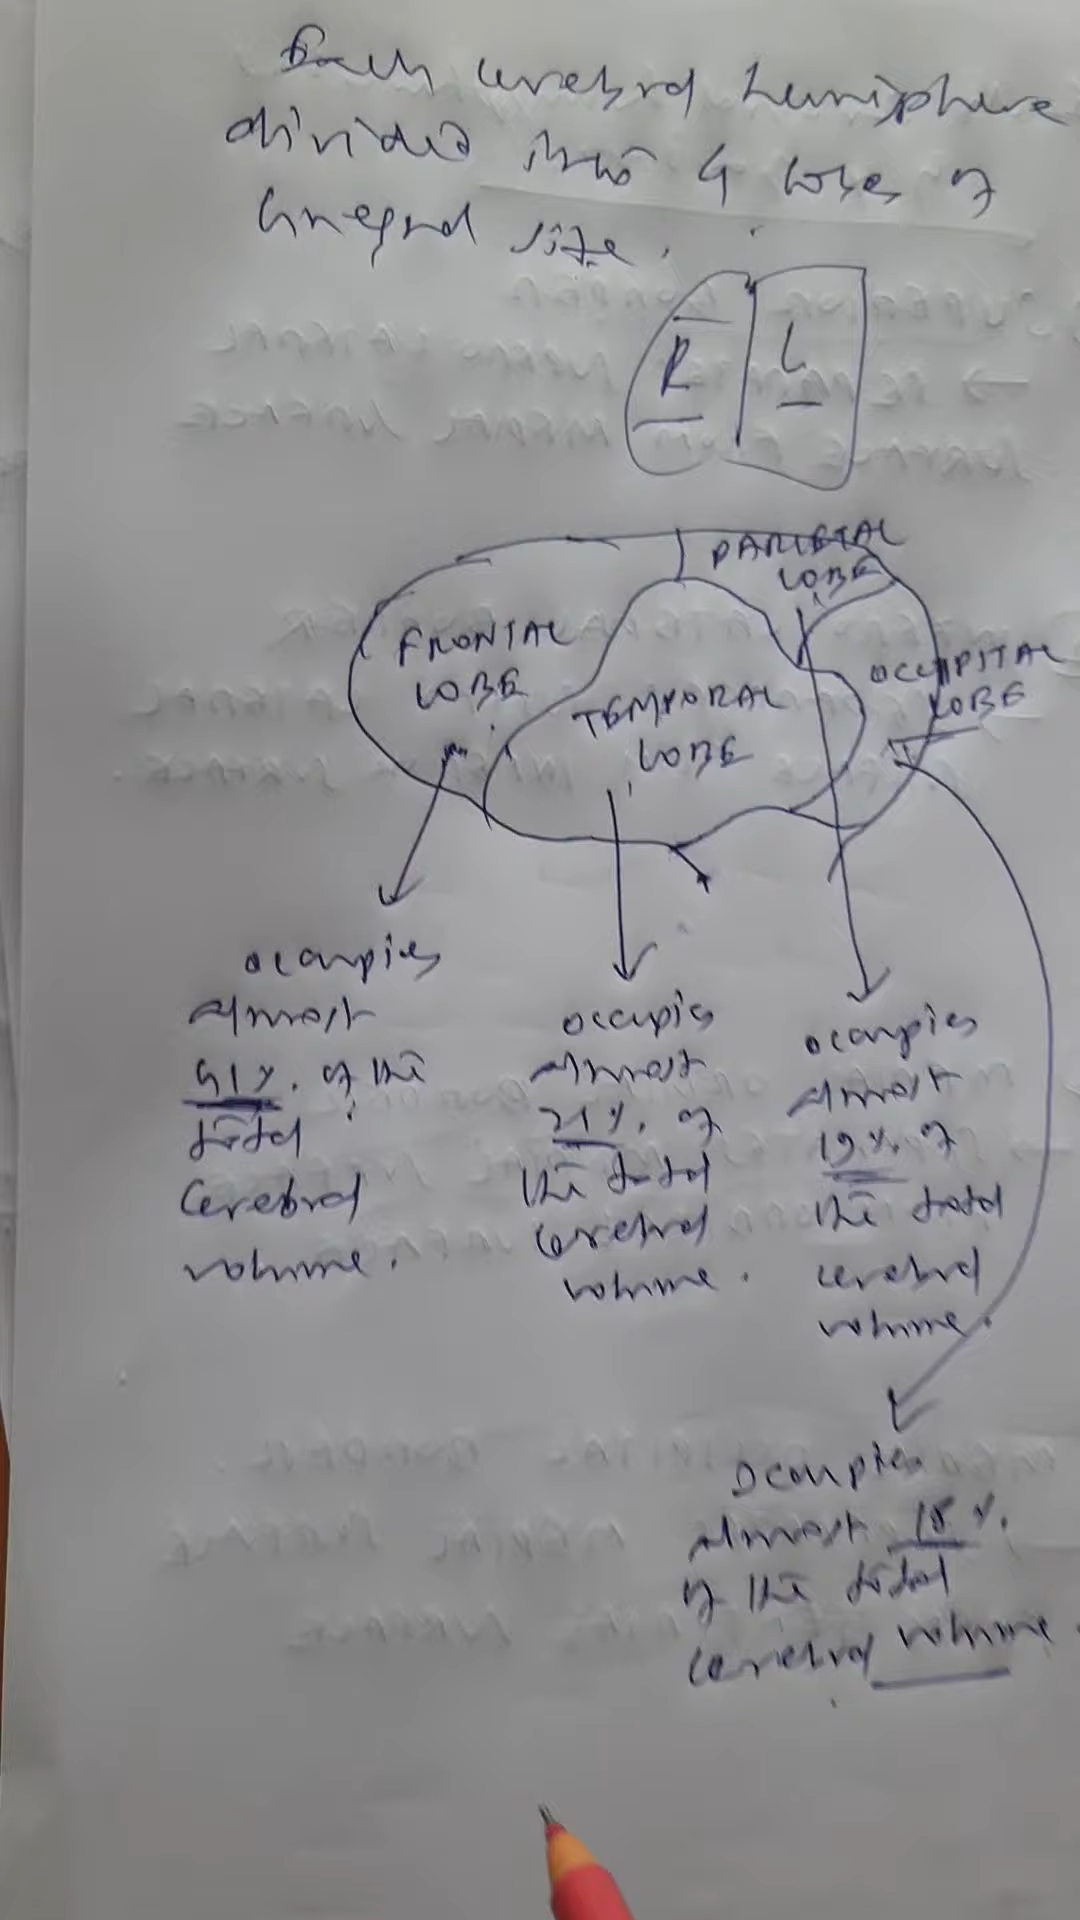 Each cerebral hemisphere
divided into 4 lobes of
unequal size.
R
L
PARIETAL
LOBE
FRONTAL
LOBE
OCCIPITAL
LOBE
TEMPORAL
LOBE
occupies
almost
41%. of the
total
cerebral
volume.
occupies
almost
21%. of
the total
cerebral
volume.
occupies
almost
19%. of
the total
cerebral
volume.
occupies
almost 18%.
of the total
cerebral volume.